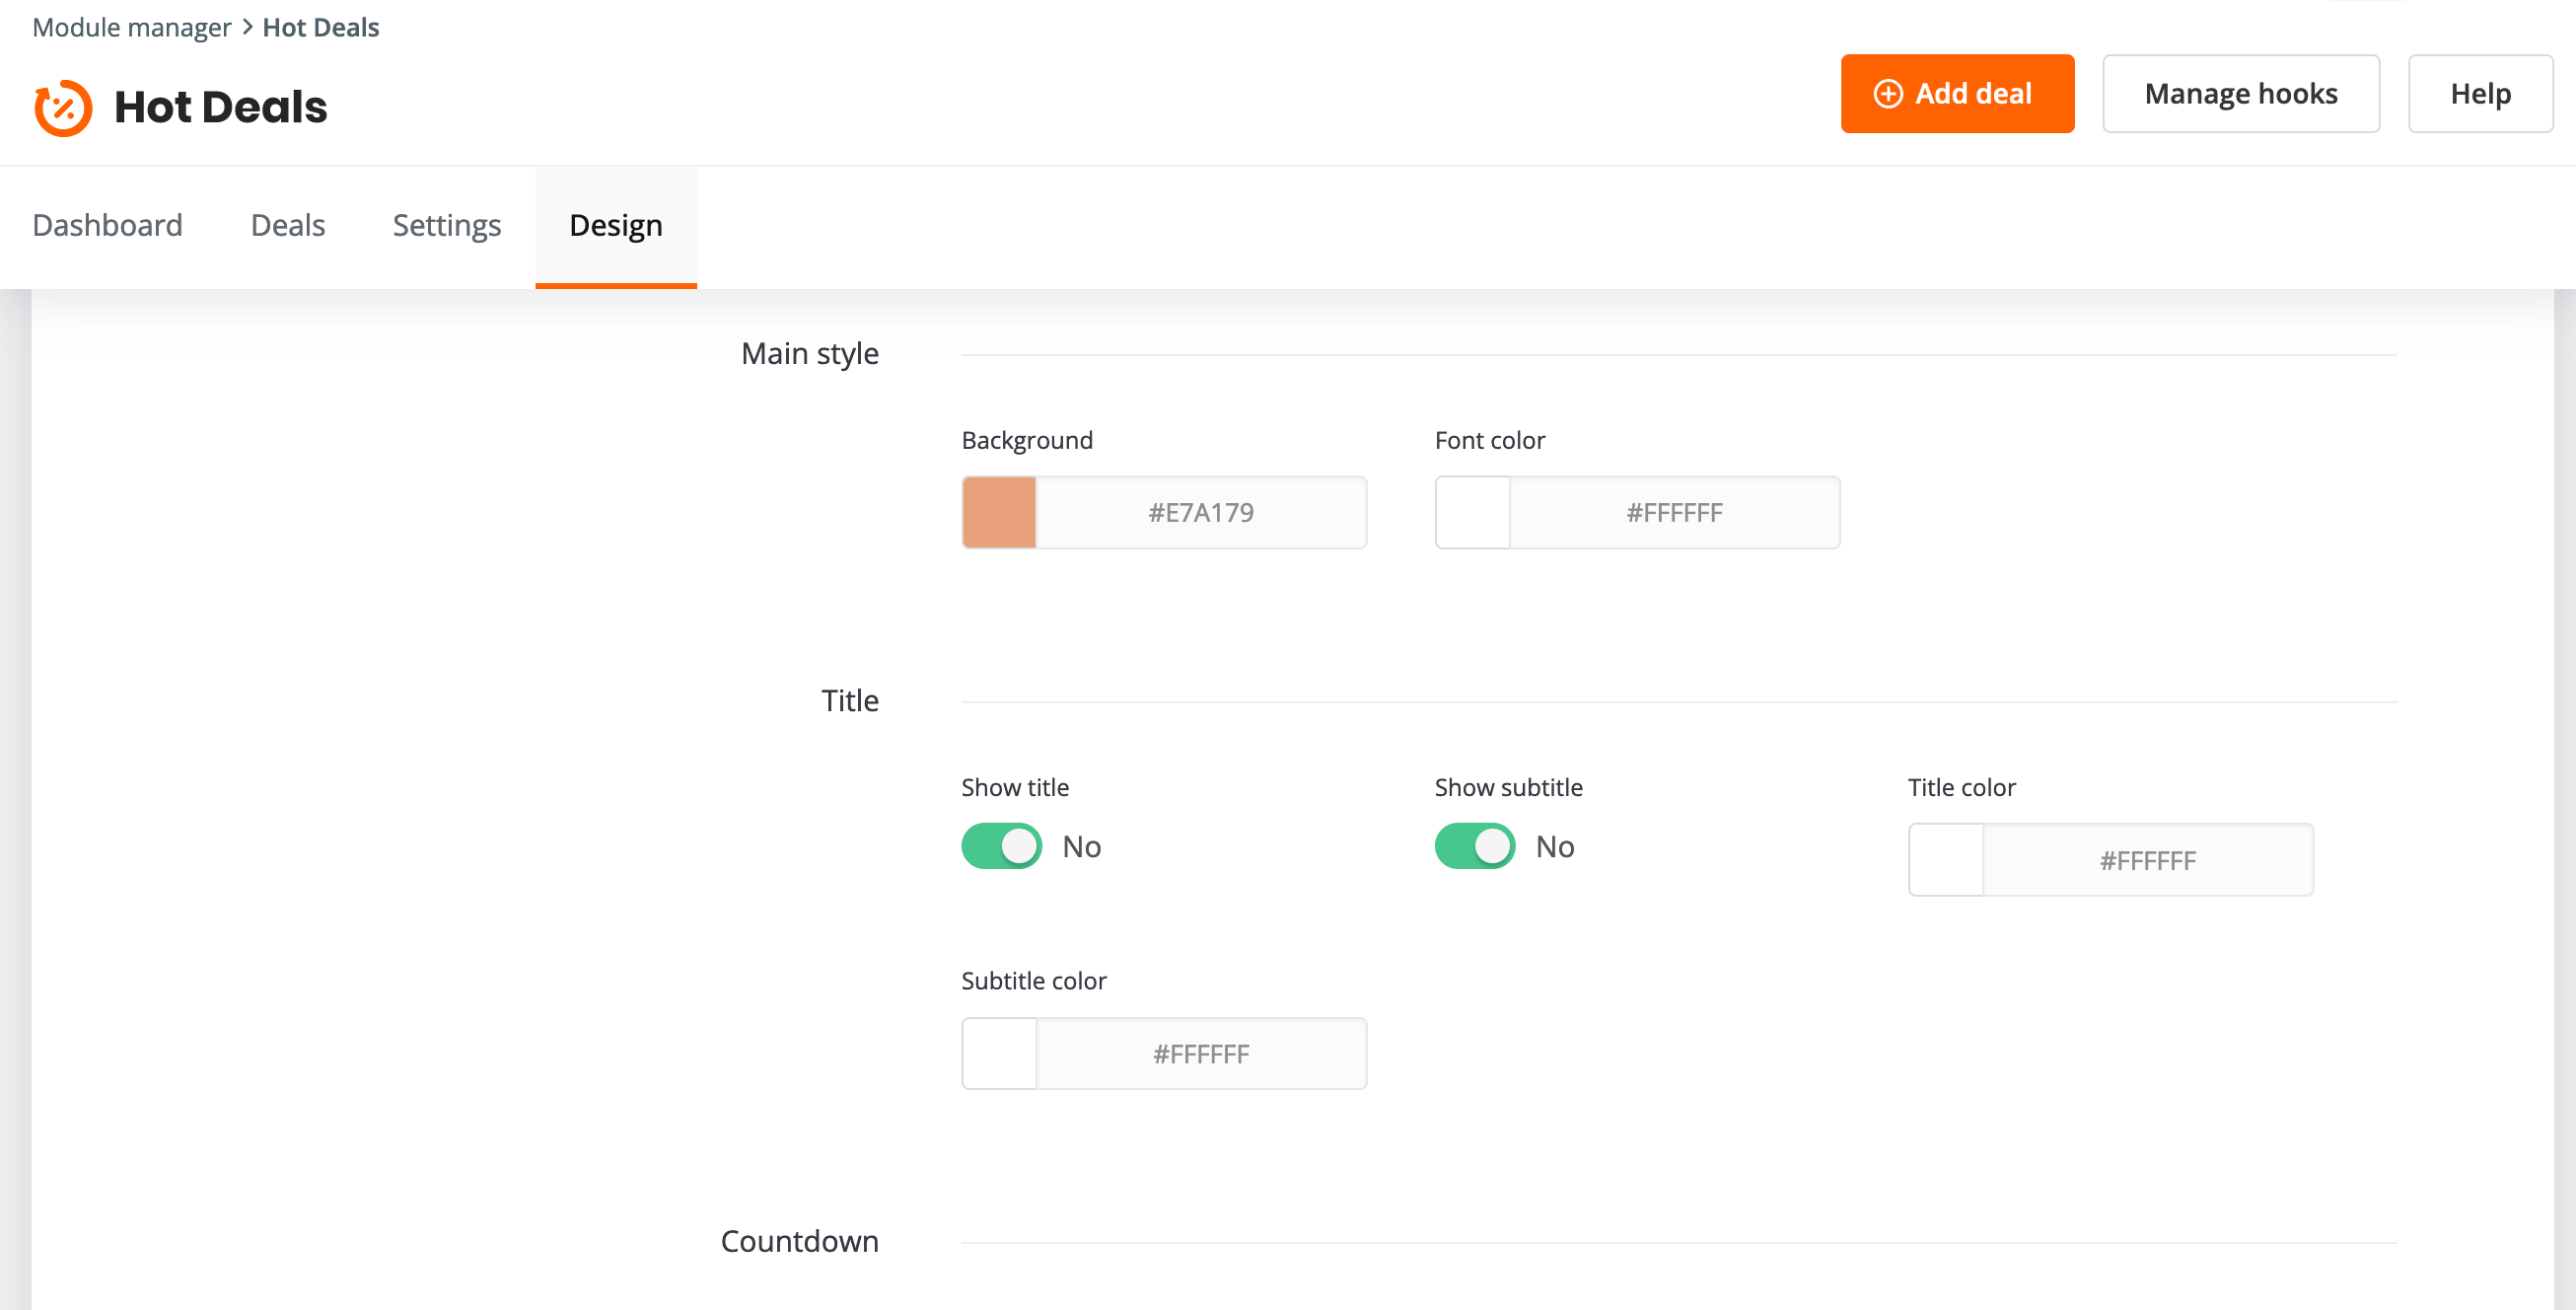 Module manager > Hot Deals
Hot Deals
Add deal
Manage hooks
Help
Dashboard
Deals
Settings
Design
Main style
Background
Font color
#E7A179
#FFFFFF
Title
Show title
Show subtitle
Title color
No
No
#FFFFFF
Subtitle color
#FFFFFF
Countdown